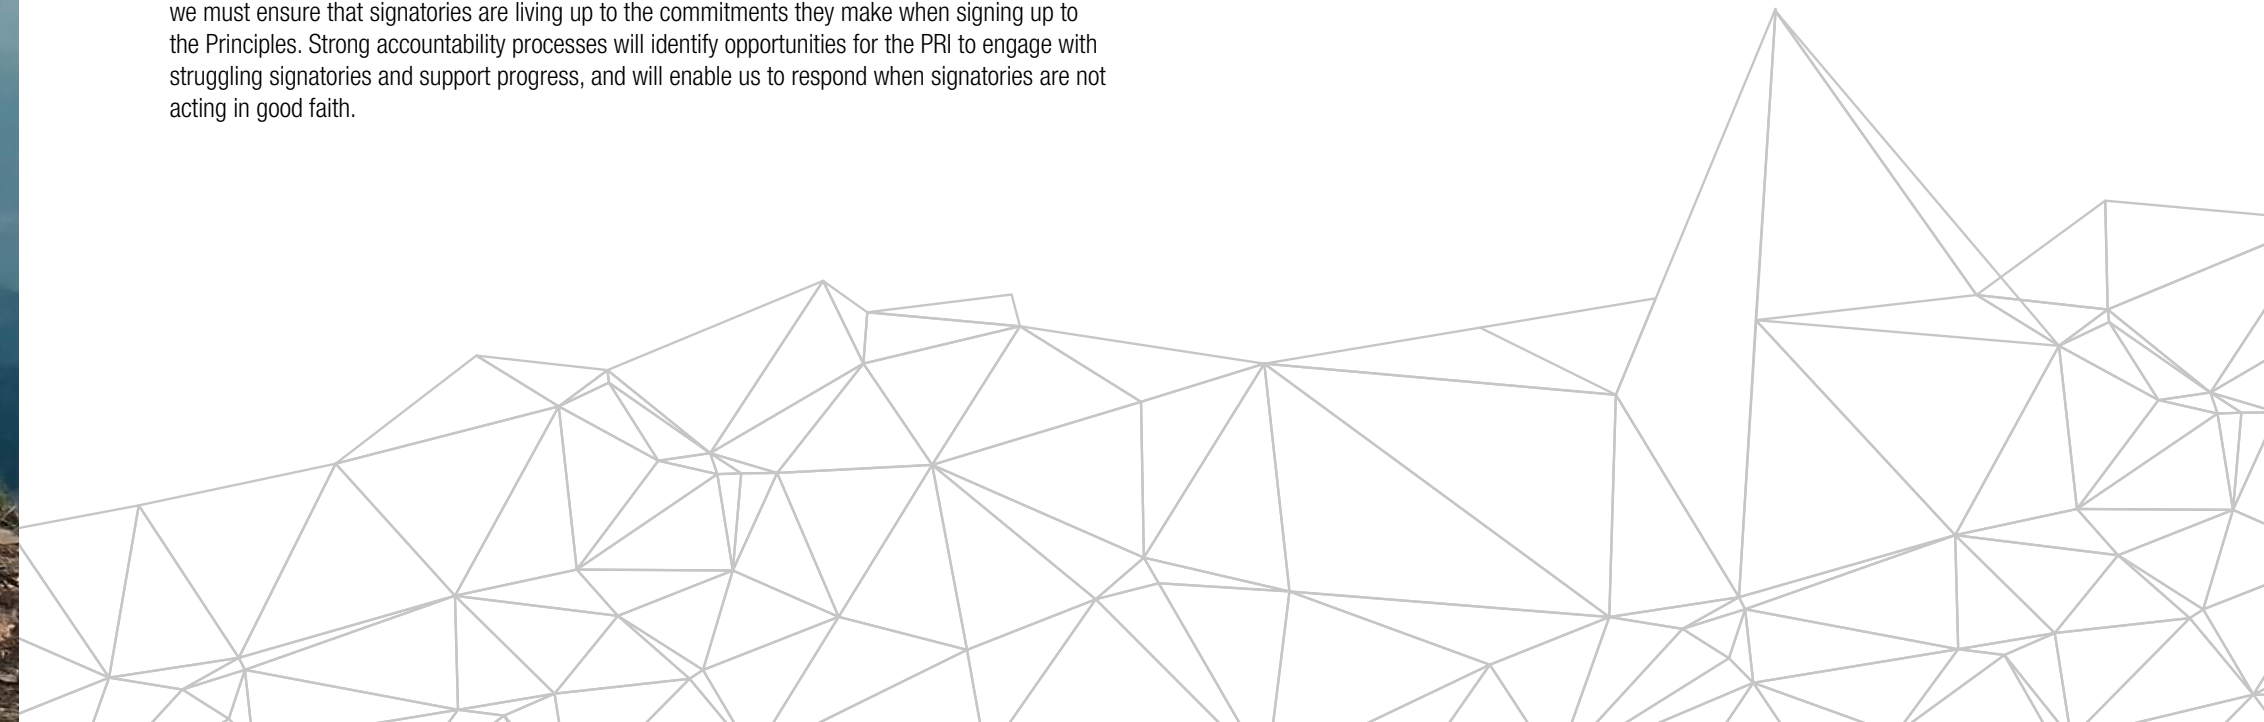 we must ensure that signatories are living up to the commitments they make when signing up to
the Principles. Strong accountability processes will identify opportunities for the PRI to engage with
struggling signatories and support progress, and will enable us to respond when signatories are not
acting in good faith.